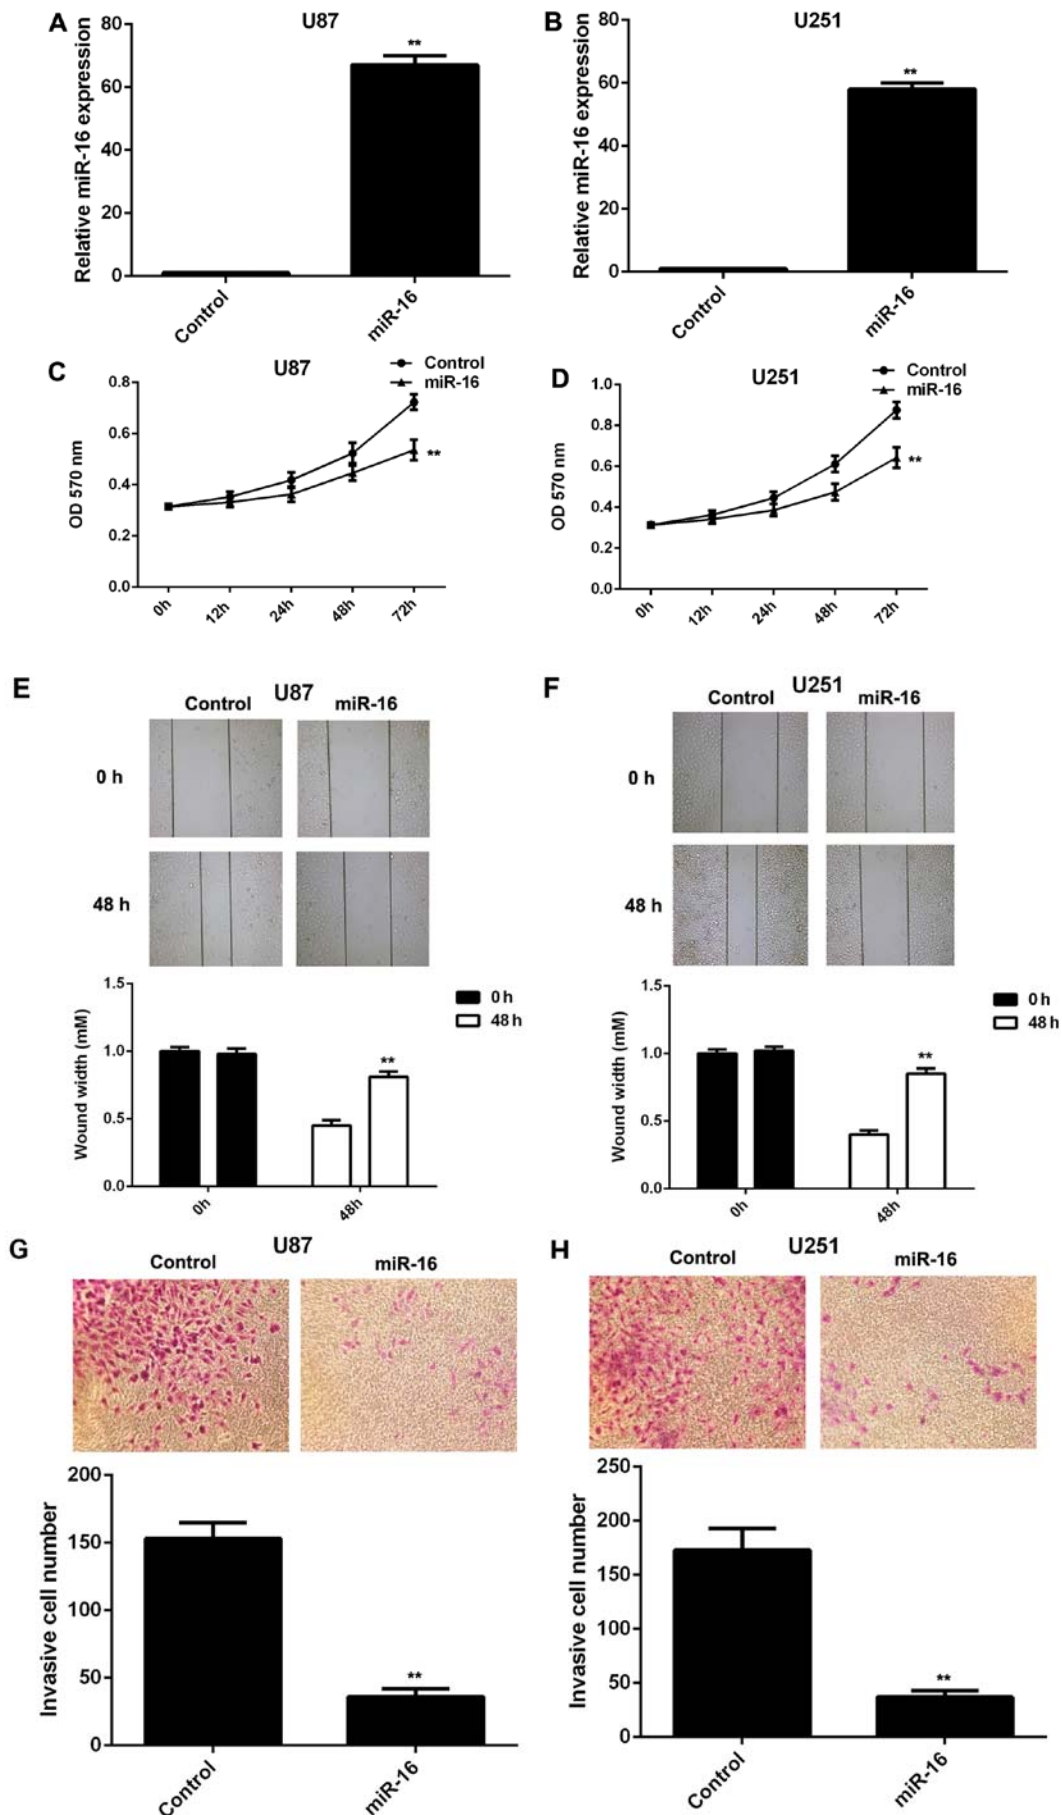 A
U87
Relative miR-16 expression
80
60
40
20
0
**
Control
miR-16
B
U251
Relative miR-16 expression
80
60
40
20
0
**
Control
miR-16
C
U87
Control
miR-16
OD 570 nm
0.8
0.6
0.4
0.2
0.0
**
0h
12h
24h
48h
72h
D
U251
Control
miR-16
OD 570 nm
1.0
0.8
0.6
0.4
0.2
0.0
**
0h
12h
24h
48h
72h
E
U87
Control
miR-16
0 h
48 h
Wound width (mM)
1.5
1.0
0.5
0.0
**
0 h
48 h
0h
48h
F
U251
Control
miR-16
0 h
48 h
Wound width (mM)
1.5
1.0
0.5
0.0
**
0 h
48 h
0h
48h
G
U87
Control
miR-16
Invasive cell number
200
150
100
50
0
**
Control
miR-16
H
U251
Control
miR-16
Invasive cell number
250
200
150
100
50
0
**
Control
miR-16